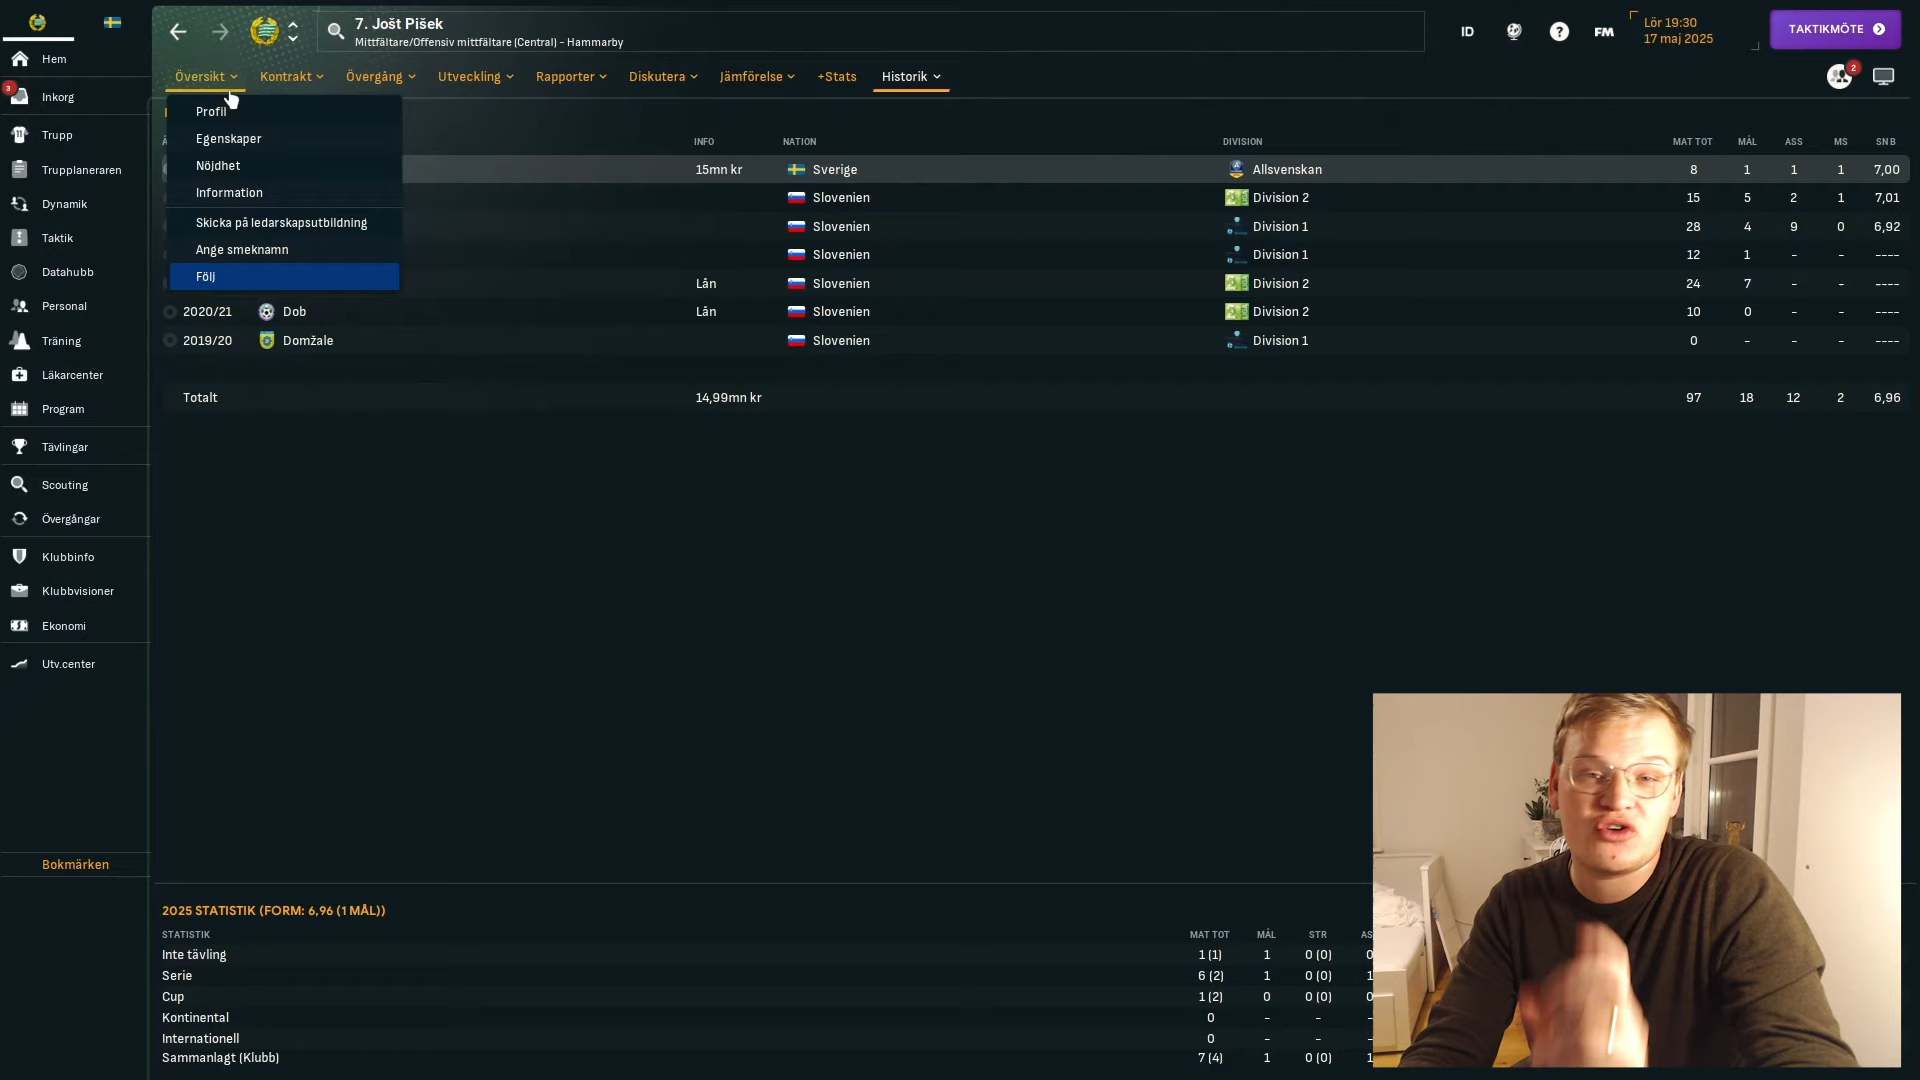 7. Jošt Pišek
Mittfältare/Offensiv mittfältare (Central) - Hammarby
ID
FM
Lör 19:30
17 maj 2025
TAKTIKMÖTE
Översikt
Kontrakt
Övergång
Utveckling
Rapporter
Diskutera
Jämförelse
+Stats
Historik
2
Hem
3
Inkorg
Trupp
Trupplaneraren
Dynamik
Taktik
Datahubb
Personal
Träning
Läkarcenter
Program
Tävlingar
Scouting
Övergångar
Klubbinfo
Klubbvisioner
Ekonomi
Utv.center
Bokmärken
Profil
Egenskaper
Nöjdhet
Information
Skicka på ledarskapsutbildning
Ange smeknamn
Följ
INFO NATION DIVISION MAT TOT MÅL ASS MS SN B
15mn kr Sverige Allsvenskan 8 1 1 1 7,00
Slovenien Division 2 15 5 2 1 7,01
Slovenien Division 1 28 4 9 0 6,92
Slovenien Division 1 12 1 - - ----
Lån Slovenien Division 2 24 7 - - ----
2020/21 Dob Lån Slovenien Division 2 10 0 - - ----
2019/20 Domžale Slovenien Division 1 0 - - - ----
Totalt 14,99mn kr 97 18 12 2 6,96
2025 STATISTIK (FORM: 6,96 (1 MÅL))
STATISTIK MAT TOT MÅL STR
Inte tävling 1 (1) 1 0 (0) 0
Serie 6 (2) 1 0 (0) 1
Cup 1 (2) 0 0 (0) 0
Kontinental 0 - - -
Internationell 0 - - -
Sammanlagt (Klubb) 7 (4) 1 0 (0) 1